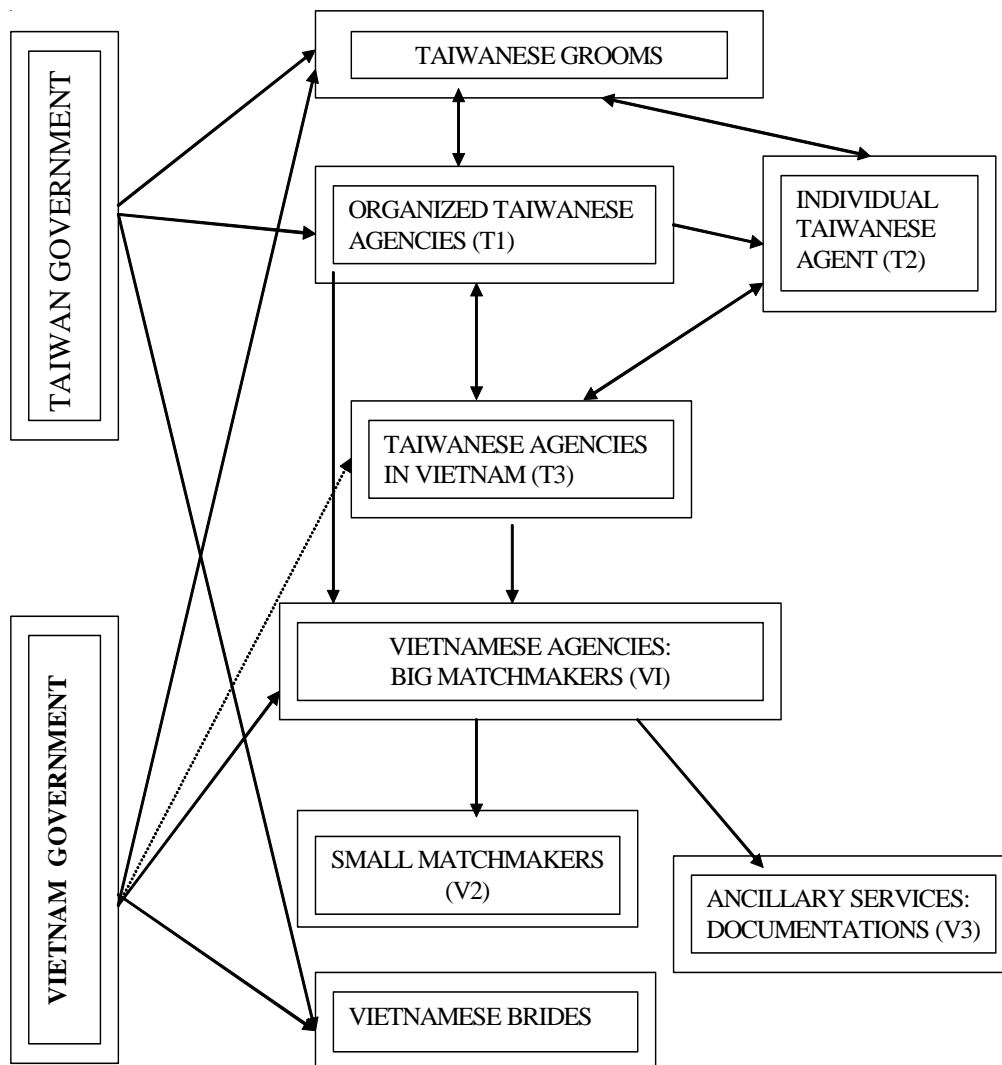 TAIWAN GOVERNMENT
TAIWANESE GROOMS
ORGANIZED TAIWANESE
AGENCIES (T1)
INDIVIDUAL
TAIWANESE
AGENT (T2)
TAIWANESE AGENCIES
IN VIETNAM (T3)
VIETNAM GOVERNMENT
VIETNAMESE AGENCIES:
BIG MATCHMAKERS (VI)
SMALL MATCHMAKERS
(V2)
ANCILLARY SERVICES:
DOCUMENTATIONS (V3)
VIETNAMESE BRIDES